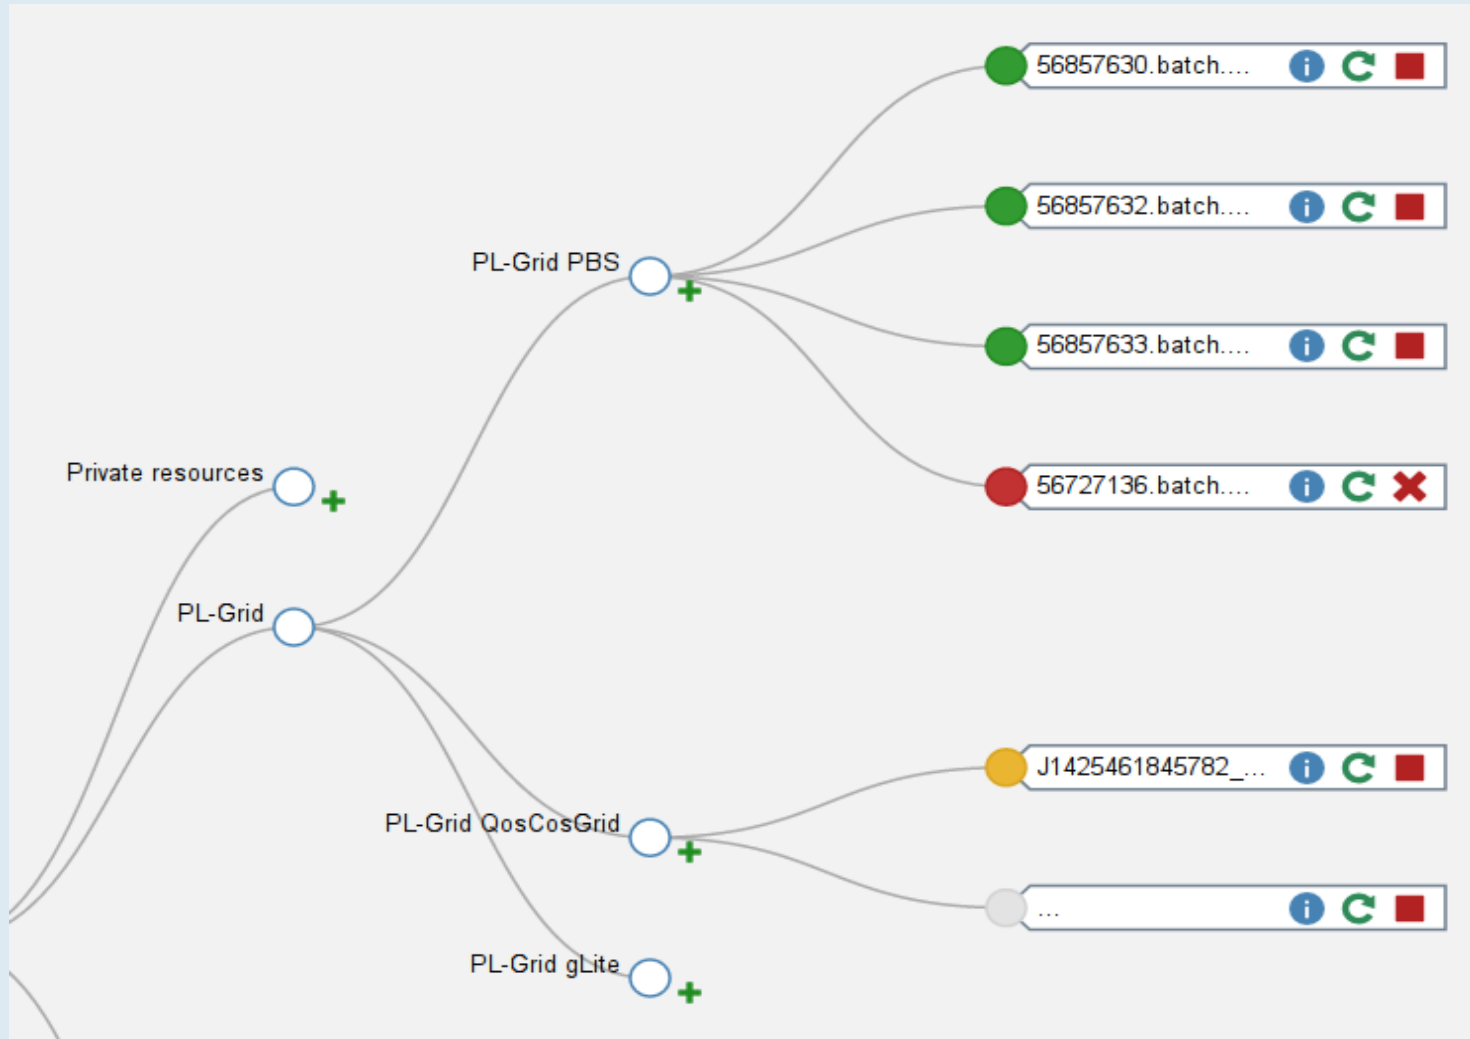 56857630.batch....
56857632.batch....
PL-Grid PBS
56857633.batch....
Private resources
56727136.batch....
PL-Grid
J1425461845782_...
PL-Grid QosCosGrid
...
PL-Grid gLite